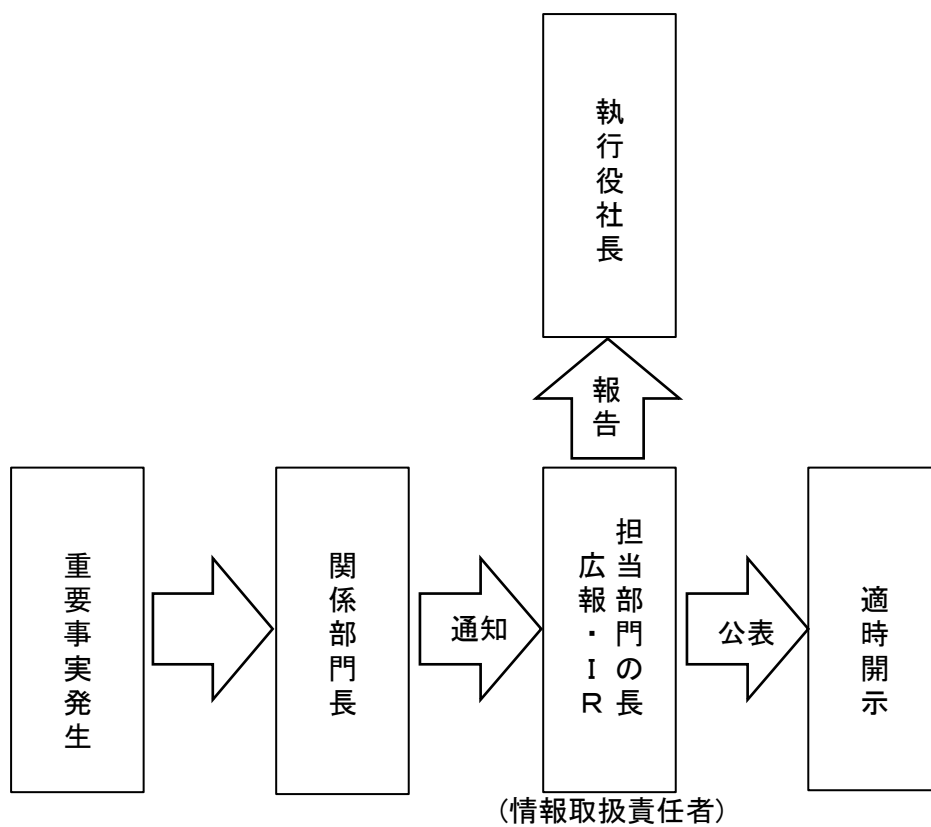 執行役社長
報告
重要事実発生
関係部門長
通知
広報・ＩＲ
担当部門の長
公表
適時開示
（情報取扱責任者）